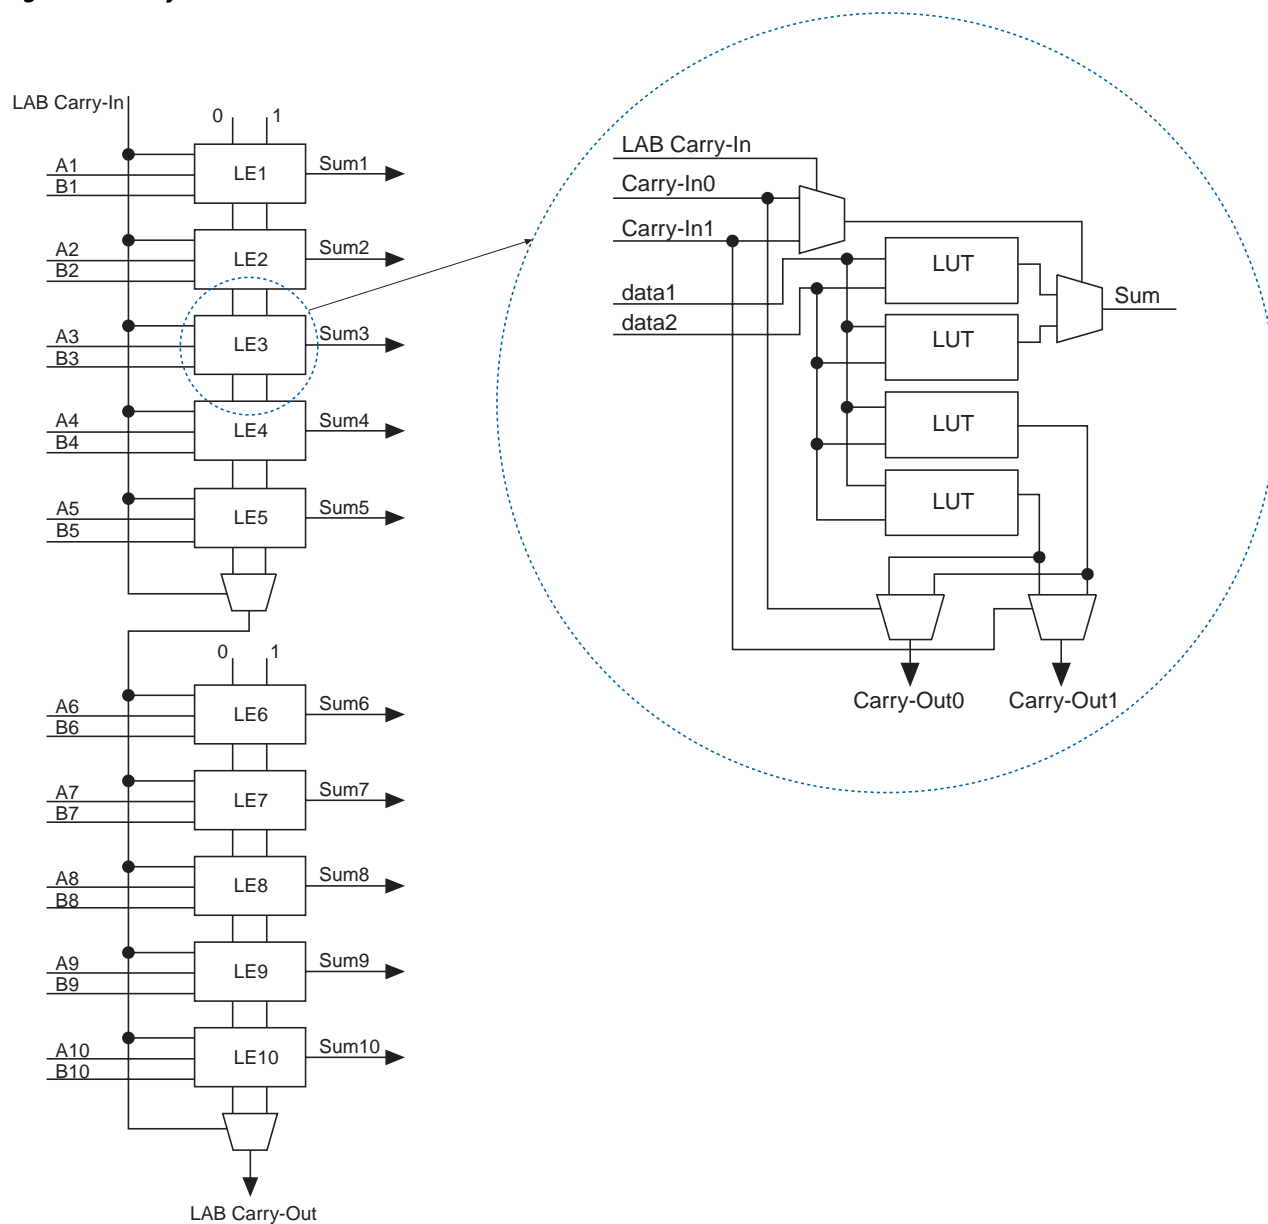 LAB Carry-In
0 1
A1
B1
LE1
Sum1
A2
B2
LE2
Sum2
A3
B3
LE3
Sum3
A4
B4
LE4
Sum4
A5
B5
LE5
Sum5
0 1
A6
B6
LE6
Sum6
A7
B7
LE7
Sum7
A8
B8
LE8
Sum8
A9
B9
LE9
Sum9
A10
B10
LE10
Sum10
LAB Carry-Out
LAB Carry-In
Carry-In0
Carry-In1
data1
data2
LUT
LUT
LUT
LUT
Sum
Carry-Out0
Carry-Out1